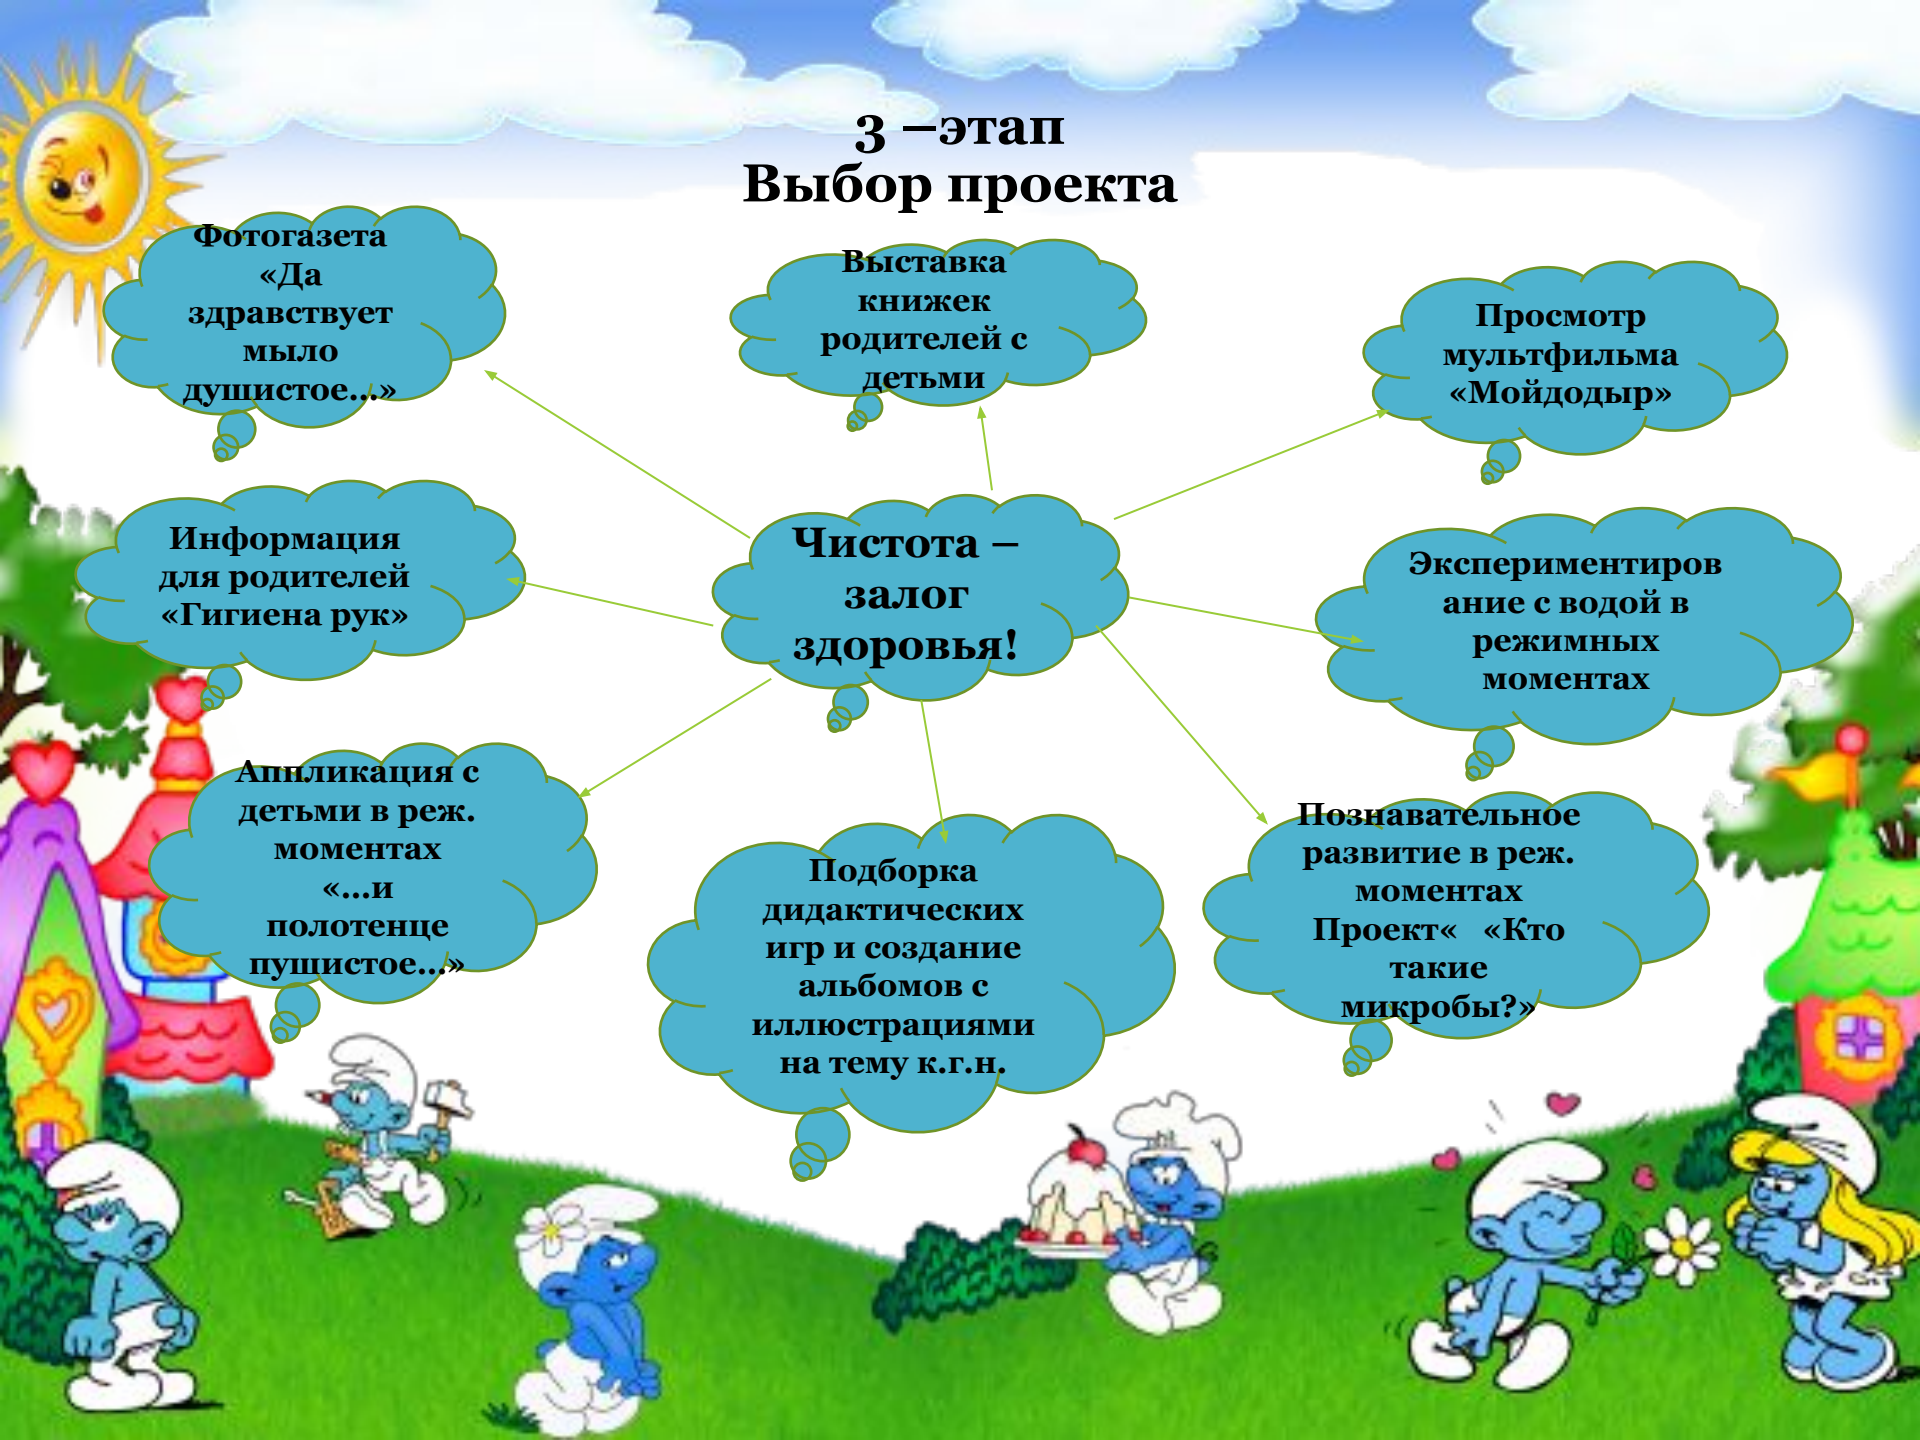 3 –этап
Выбор проекта
Фотогазета
«Да
здравствует
мыло
душистое…»
Выставка
книжек
родителей с
детьми
Просмотр
мультфильма
«Мойдодыр»
Информация
для родителей
«Гигиена рук»
Чистота –
залог
здоровья!
Экспериментиров
ание с водой в
режимных
моментах
Аппликация с
детьми в реж.
моментах
«…и
полотенце
пушистое…»
Подборка
дидактических
игр и создание
альбомов с
иллюстрациями
на тему к.г.н.
Познавательное
развитие в реж.
моментах
Проект« «Кто
такие
микробы?»